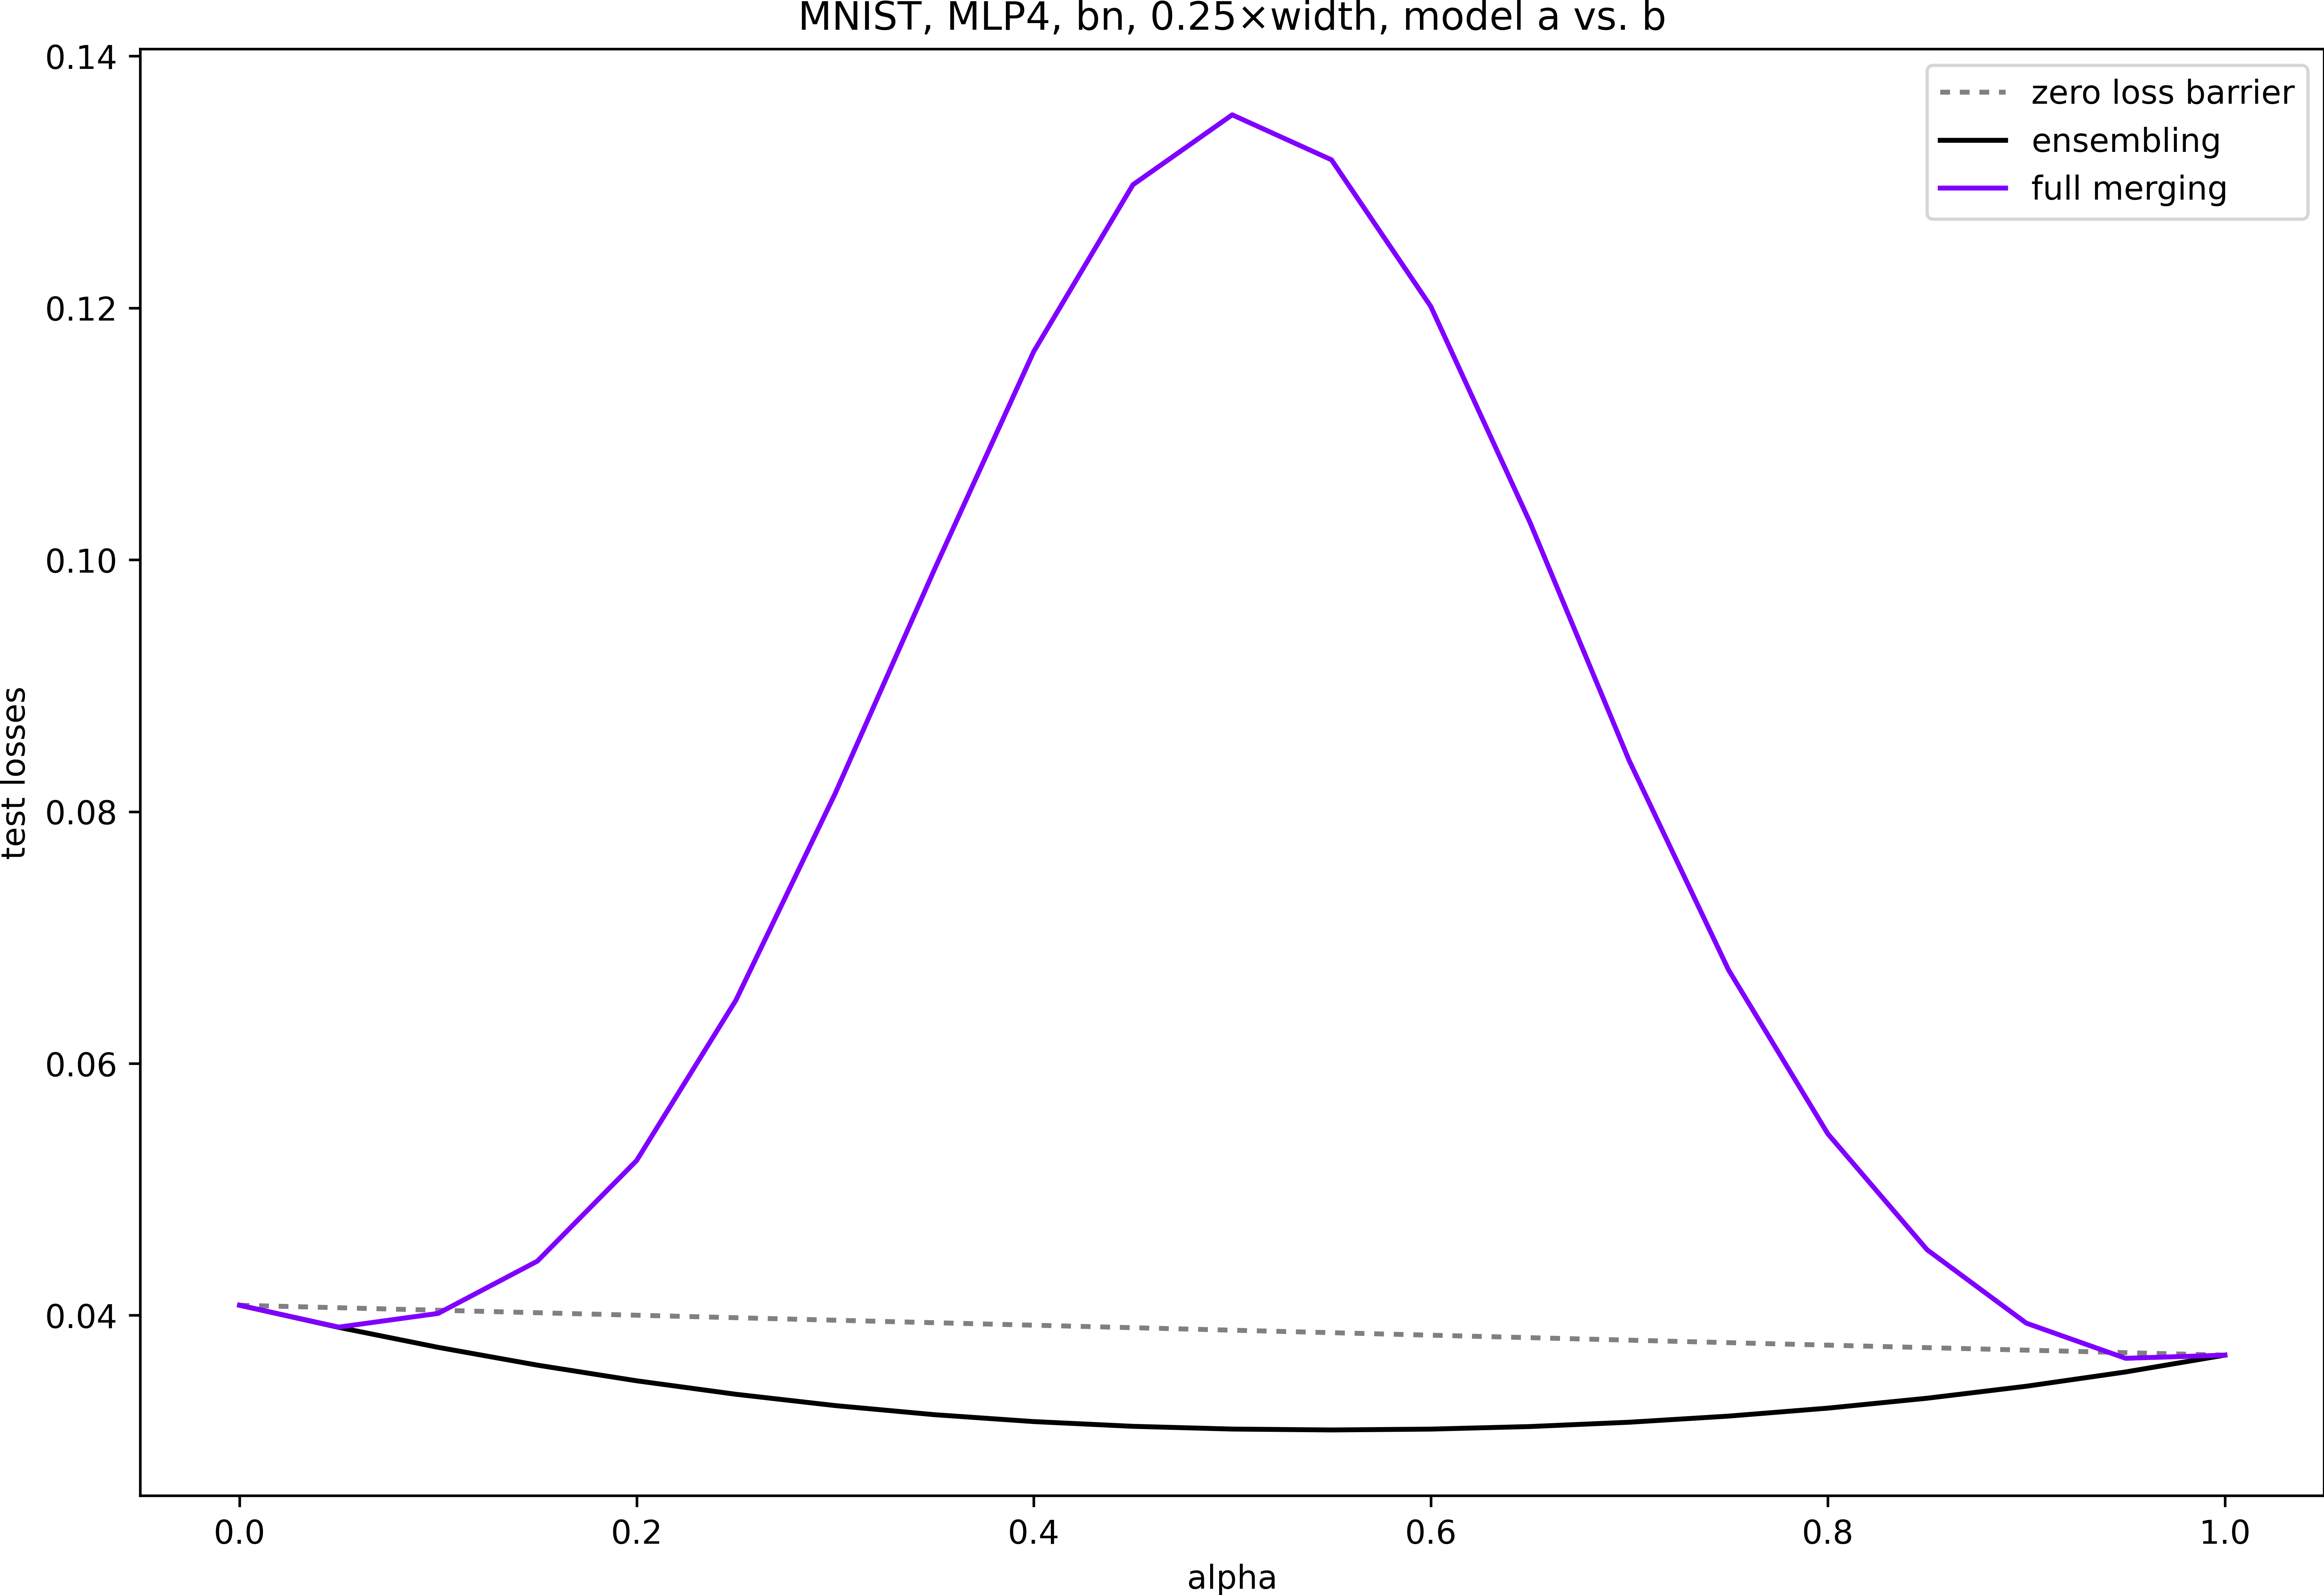 MNIST, MLP4, bn, 0.25×width, model a vs. b
zero loss barrier
ensembling
full merging
0.14
0.12
0.10
0.08
0.06
0.04
test losses
0.0
0.2
0.4
0.6
0.8
1.0
alpha